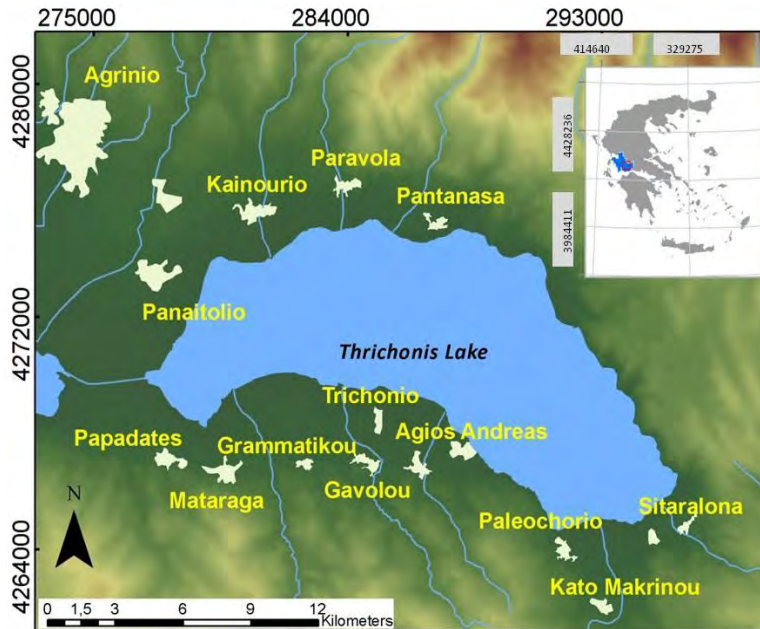 275000
284000
293000
414640
329275
4280000
4272000
4264000
4428236
3984411
Agrinio
Paravola
Kainourio
Pantanasa
Panaitolio
Thrichonis Lake
Trichonio
Papadates
Grammatikou
Agios Andreas
Mataraga
Gavolou
Paleochorio
Sitaralona
Kato Makrinou
N
0 1,5 3 6 9 12
Kilometers